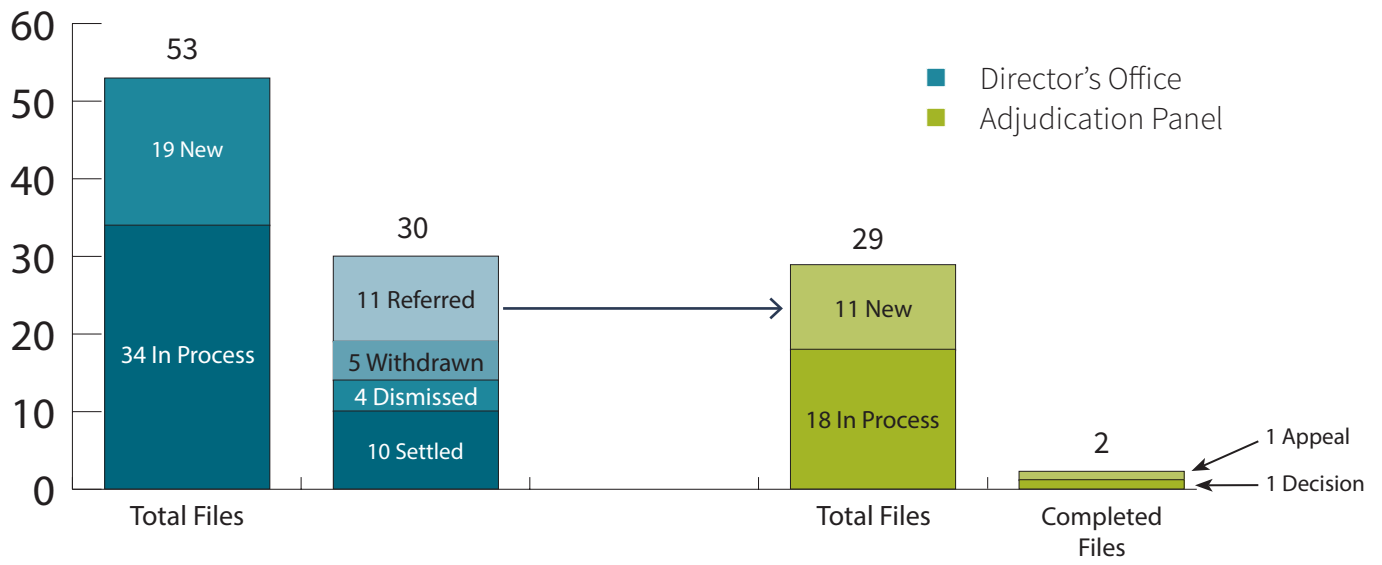 60
50
40
30
20
10
0
53
19 New
34 In Process
Total Files
30
11 Referred
5 Withdrawn
4 Dismissed
10 Settled
29
11 New
18 In Process
Total Files
2
1 Appeal
1 Decision
Completed
Files
Director’s Office
Adjudication Panel